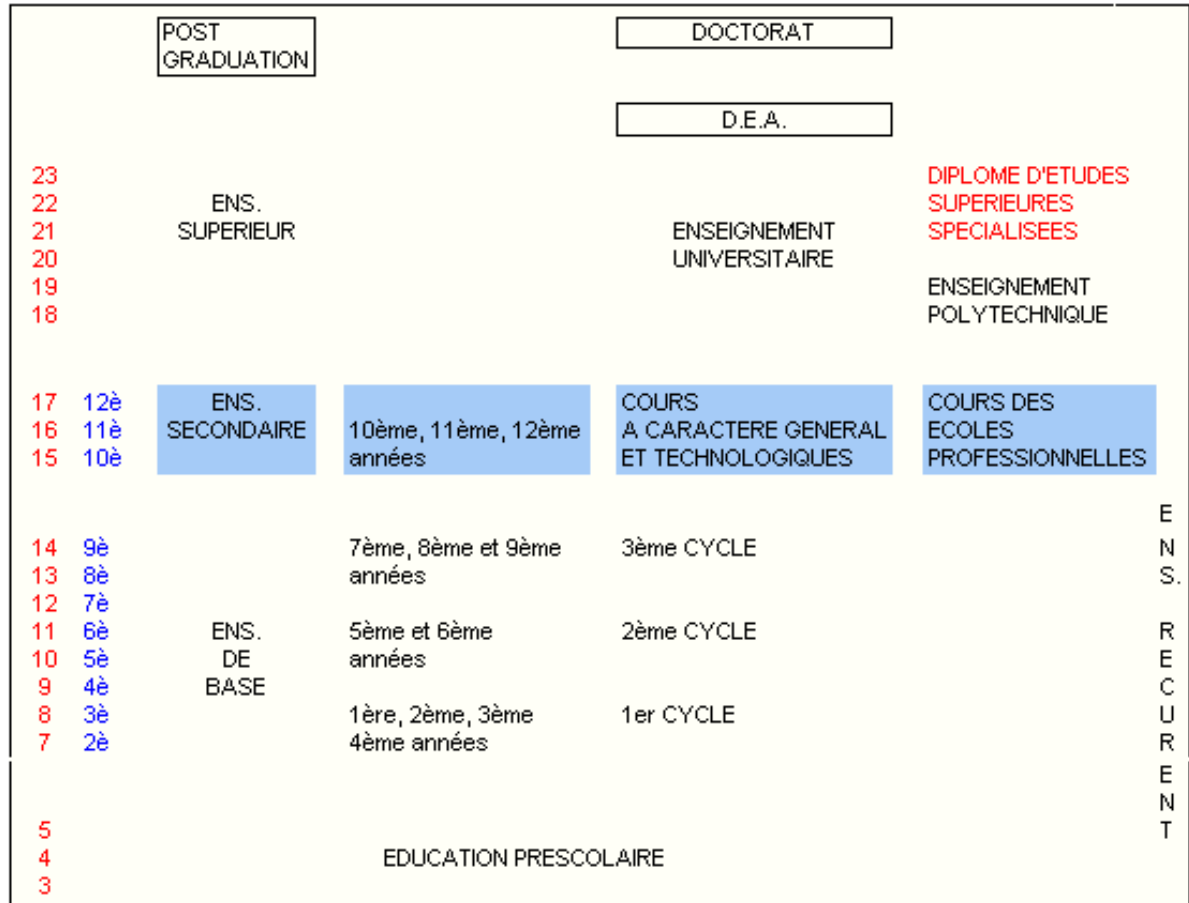 POST DOCTORAT
GRADUATION
D.E.A.
23 DIPLOME D'ETUDES
22 ENS. SUPERIEURES
21 SUPERIEUR ENSEIGNEMENT SPECIALISEES
20 UNIVERSITAIRE
19 ENSEIGNEMENT
18 POLYTECHNIQUE
17 12è ENS. COURS COURS DES
16 11è SECONDAIRE 10ème, 11ème, 12ème A CARACTERE GENERAL ECOLES
15 10è années ET TECHNOLOGIQUES PROFESSIONNELLES
14 9è 7ème, 8ème et 9ème 3ème CYCLE
13 8è années
12 7è
11 6è ENS. 5ème et 6ème 2ème CYCLE
10 5è DE années
9 4è BASE
8 3è 1ère, 2ème, 3ème 1er CYCLE
7 2è 4ème années
5
4 EDUCATION PRESCOLAIRE
3
ENS. RECURRENT